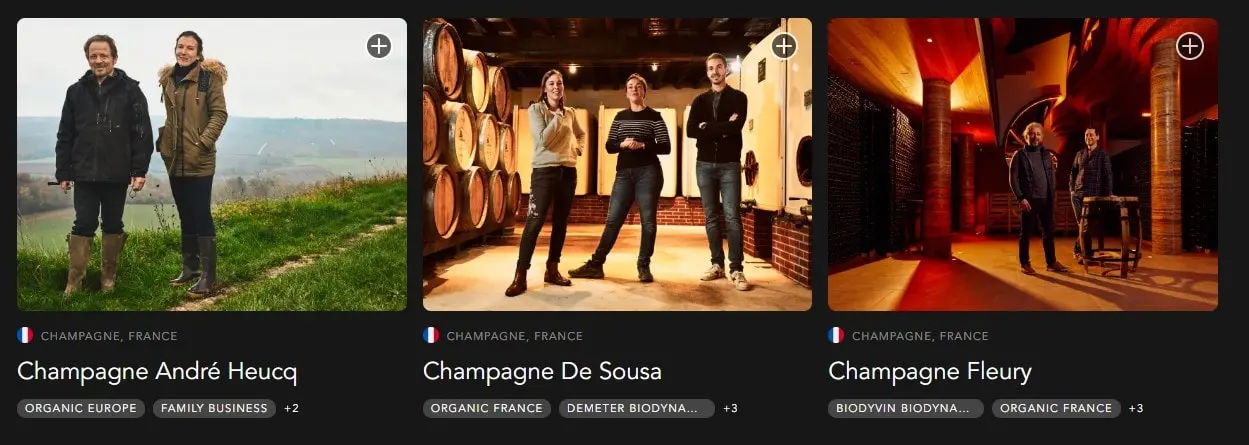 CHAMPAGNE, FRANCE
Champagne André Heucq
ORGANIC EUROPE FAMILY BUSINESS +2
CHAMPAGNE, FRANCE
Champagne De Sousa
ORGANIC FRANCE DEMETER BIODYNA... +3
CHAMPAGNE, FRANCE
Champagne Fleury
BIODYVIN BIODYNA... ORGANIC FRANCE +3